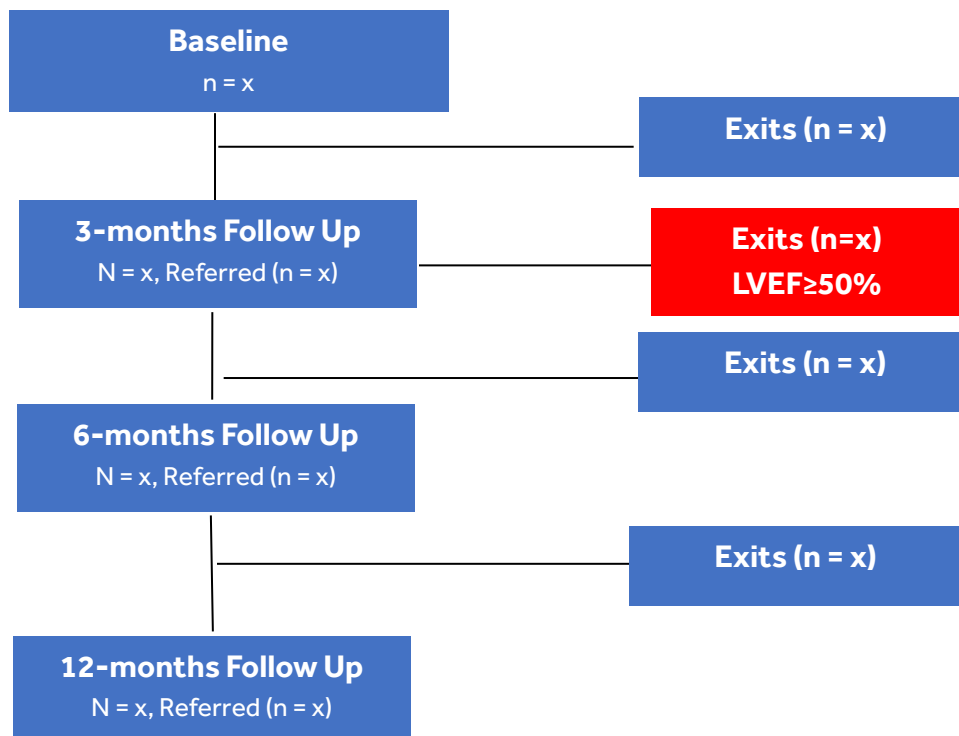 Baseline
n = x
Exits (n = x)
3-months Follow Up
N = x, Referred (n = x)
Exits (n=x)
LVEF≥50%
Exits (n = x)
6-months Follow Up
N = x, Referred (n = x)
Exits (n = x)
12-months Follow Up
N = x, Referred (n = x)